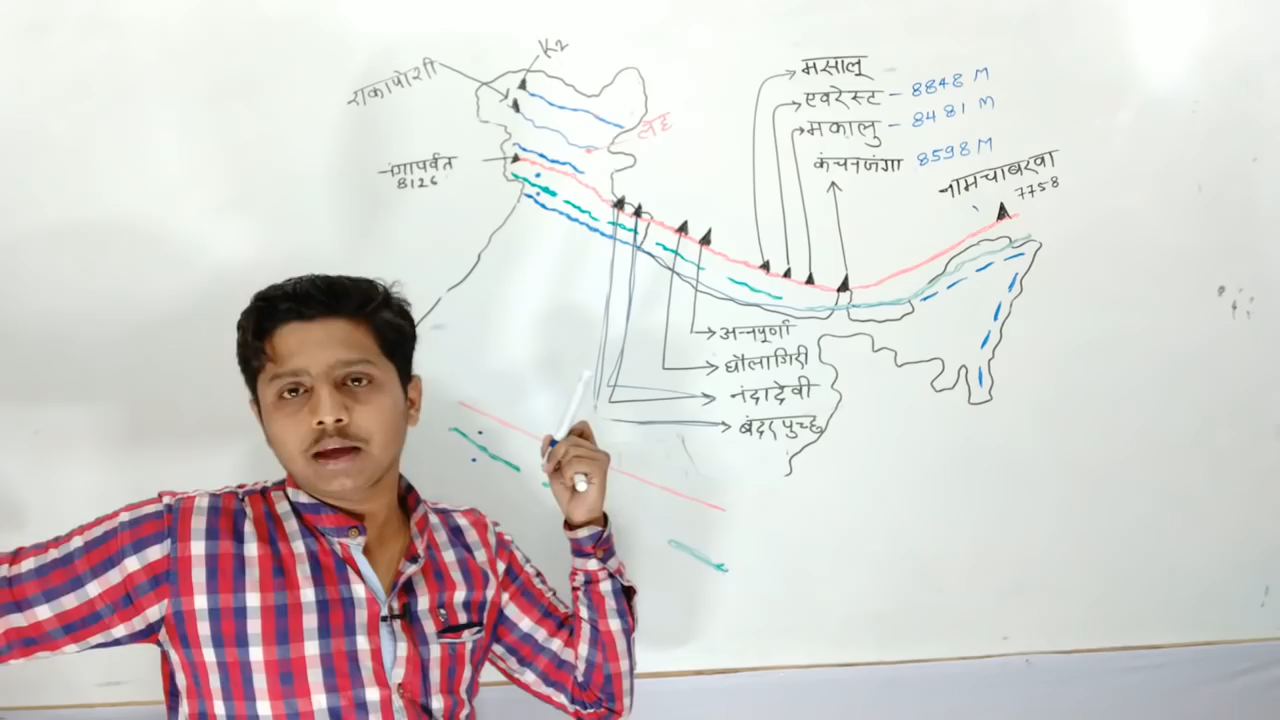 K2
राकापोशी
लेह
नंगापर्वत
8126
मसालू
एवरेस्ट - 8848 M
मकालु - 8481 M
कंचनजंगा 8598 M
नामचाबरवा
7758
अन्नपूर्णा
धौलागिरी
नंदादेवी
बंदरपुच्छ